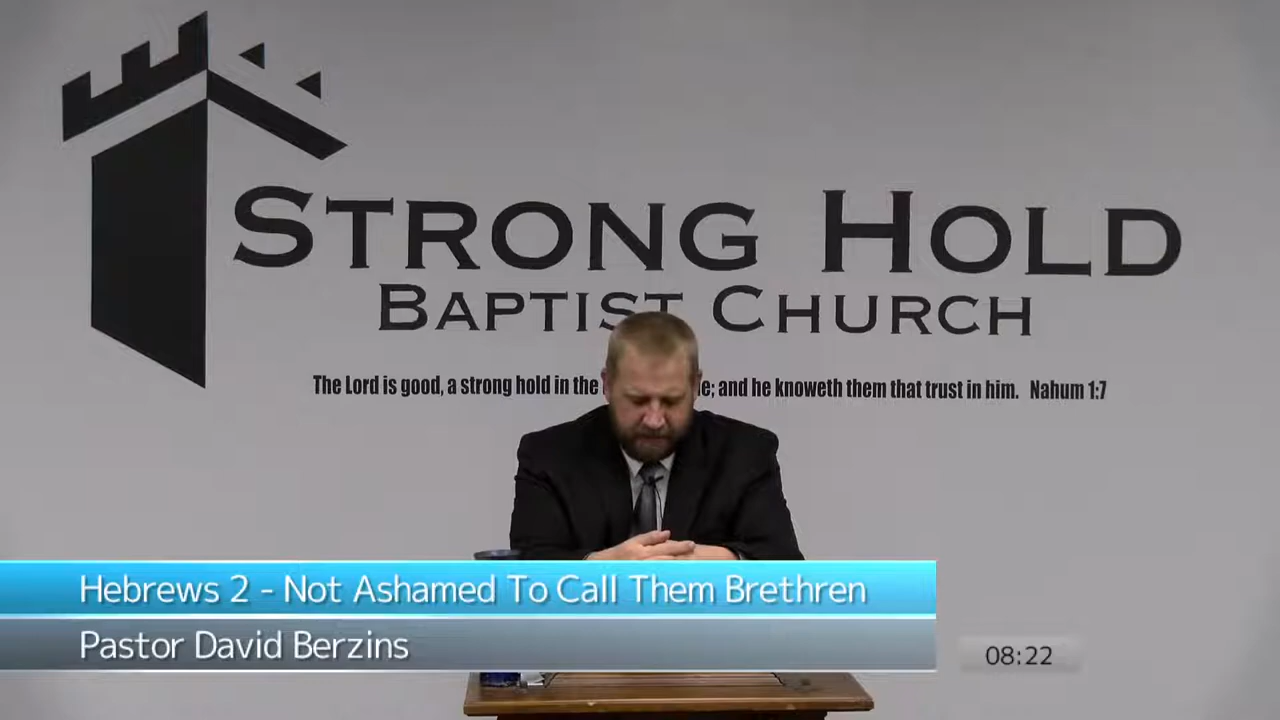 STRONG HOLD
BAPTIST CHURCH
The Lord is good, a strong hold in the e; and he knoweth them that trust in him. Nahum 1:7
Hebrews 2 - Not Ashamed To Call Them Brethren
Pastor David Berzins
08:22